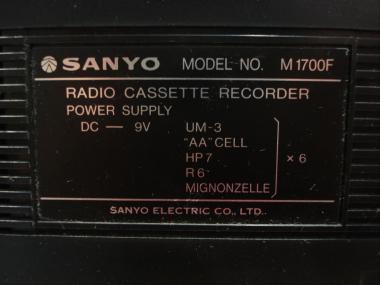 SANYO MODEL NO. M1700F
RADIO CASSETTE RECORDER
POWER SUPPLY
DC — 9V UM-3
"AA" CELL
HP7 × 6
R6
MIGNONZELLE
SANYO ELECTRIC CO., LTD.